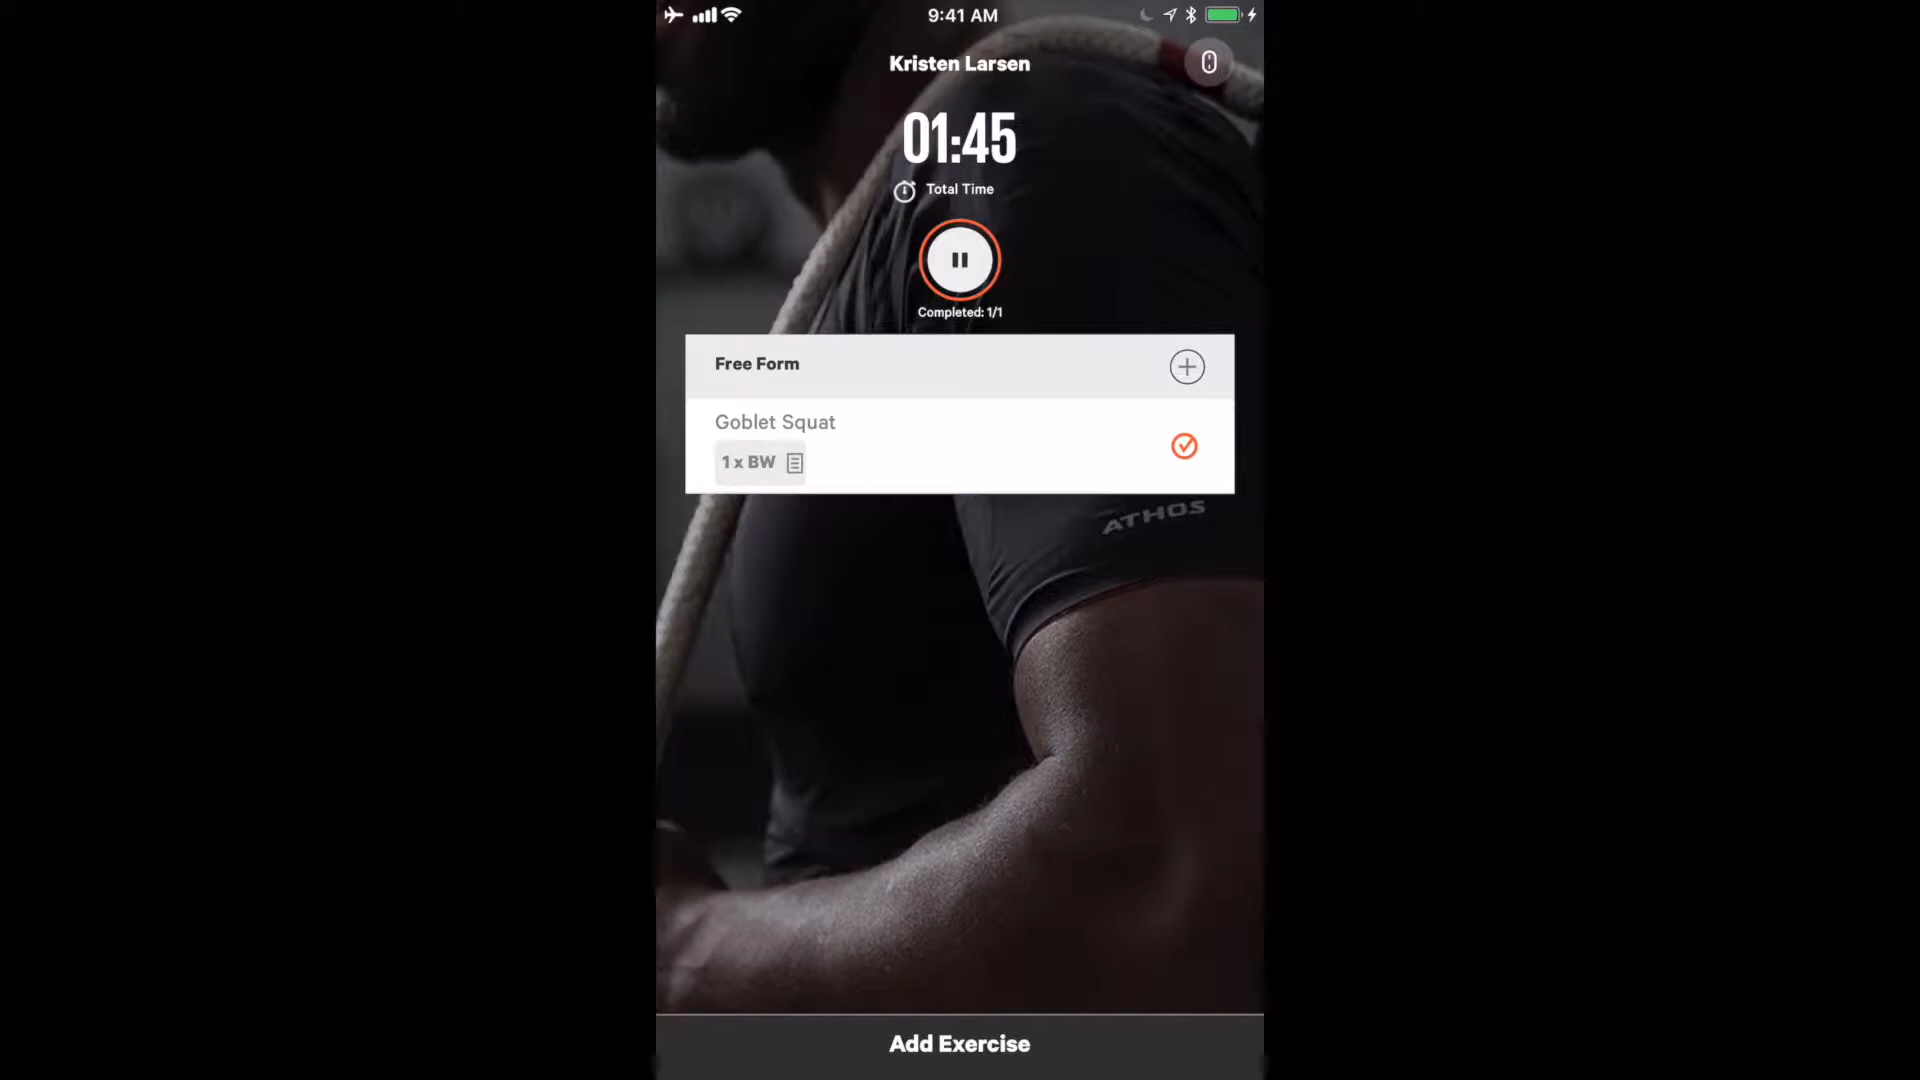 9:41 AM
Kristen Larsen
01:45
Total Time
Completed: 1/1
Free Form
Goblet Squat
1 x BW
ATHOS
Add Exercise